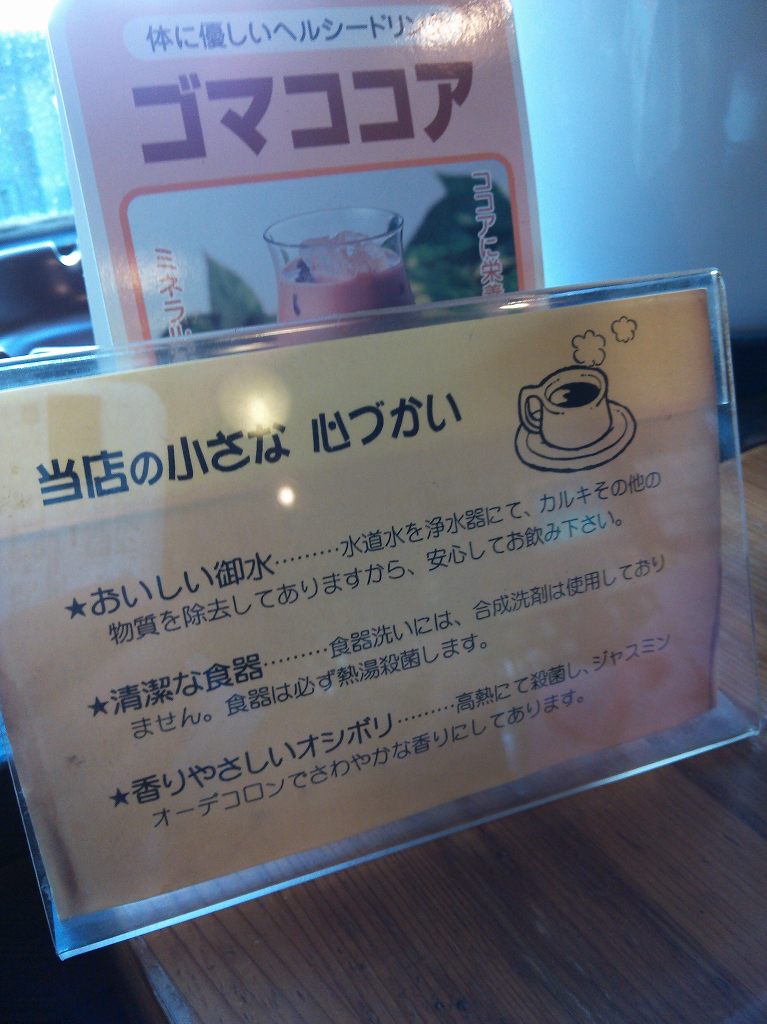 体に優しいヘルシードリン
ゴマココア
ココアに栄養
ミネラル
当店の小さな 心づかい
★おいしい御水………水道水を浄水器にて、カルキその他の
物質を除去してありますから、安心してお飲み下さい。
★清潔な食器………食器洗いには、合成洗剤は使用しており
ません。食器は必ず熱湯殺菌します。
★香りやさしいオシボリ………高熱にて殺菌し、ジャスミン
オーデコロンでさわやかな香りにしてあります。